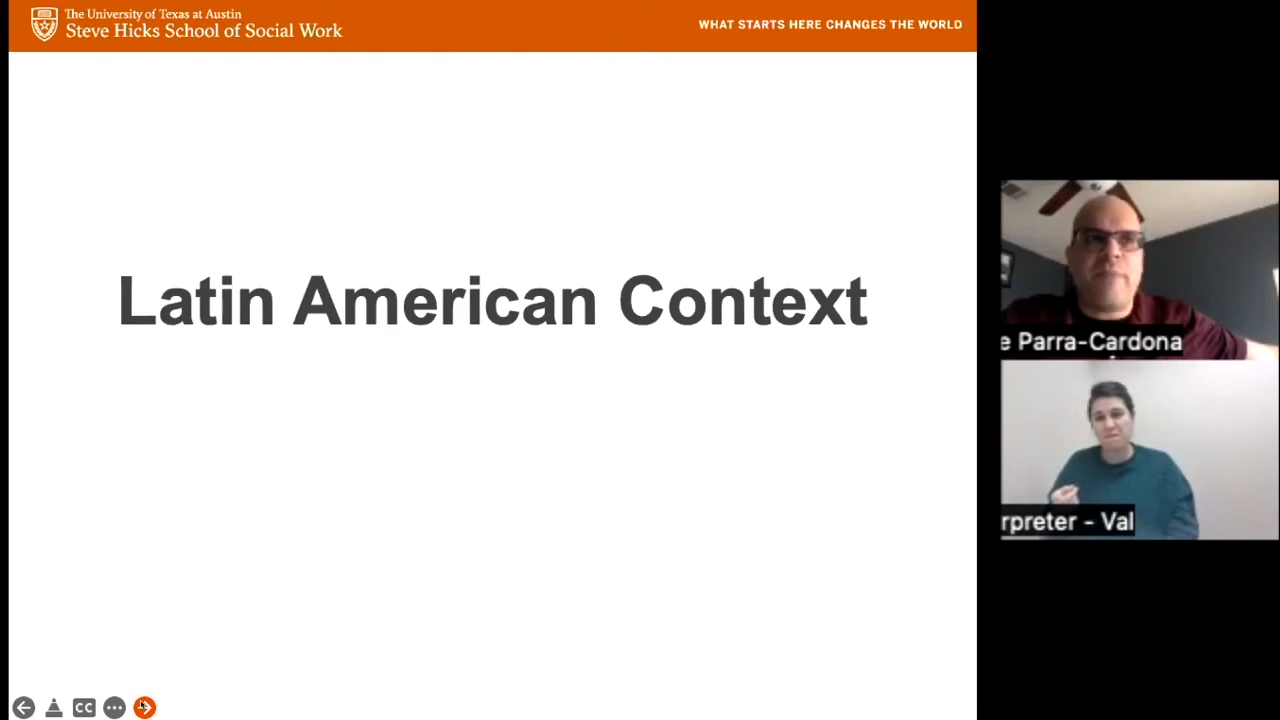 The University of Texas at Austin
Steve Hicks School of Social Work
WHAT STARTS HERE CHANGES THE WORLD
Latin American Context
e Parra-Cardona
rpreter - Val
CC